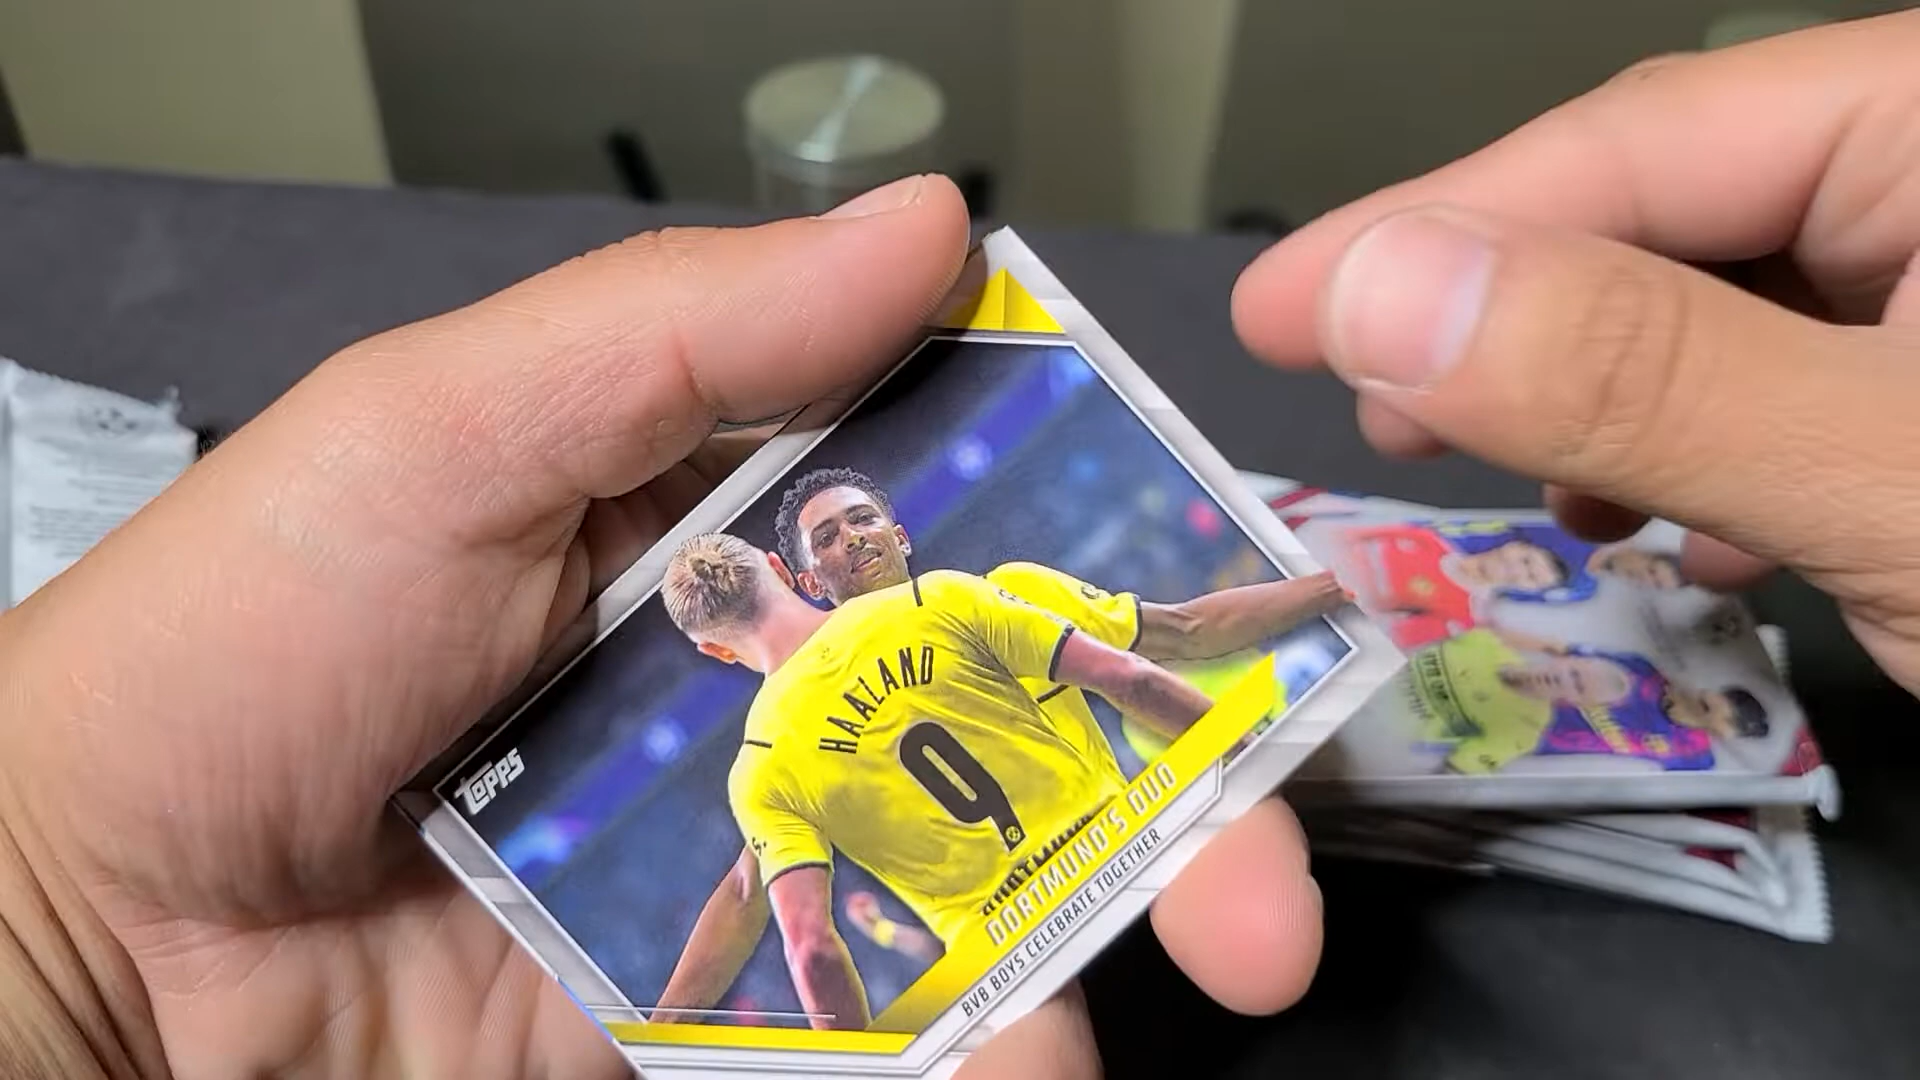 topps
HAALAND
9
DORTMUND'S DUO
BVB BOYS CELEBRATE TOGETHER